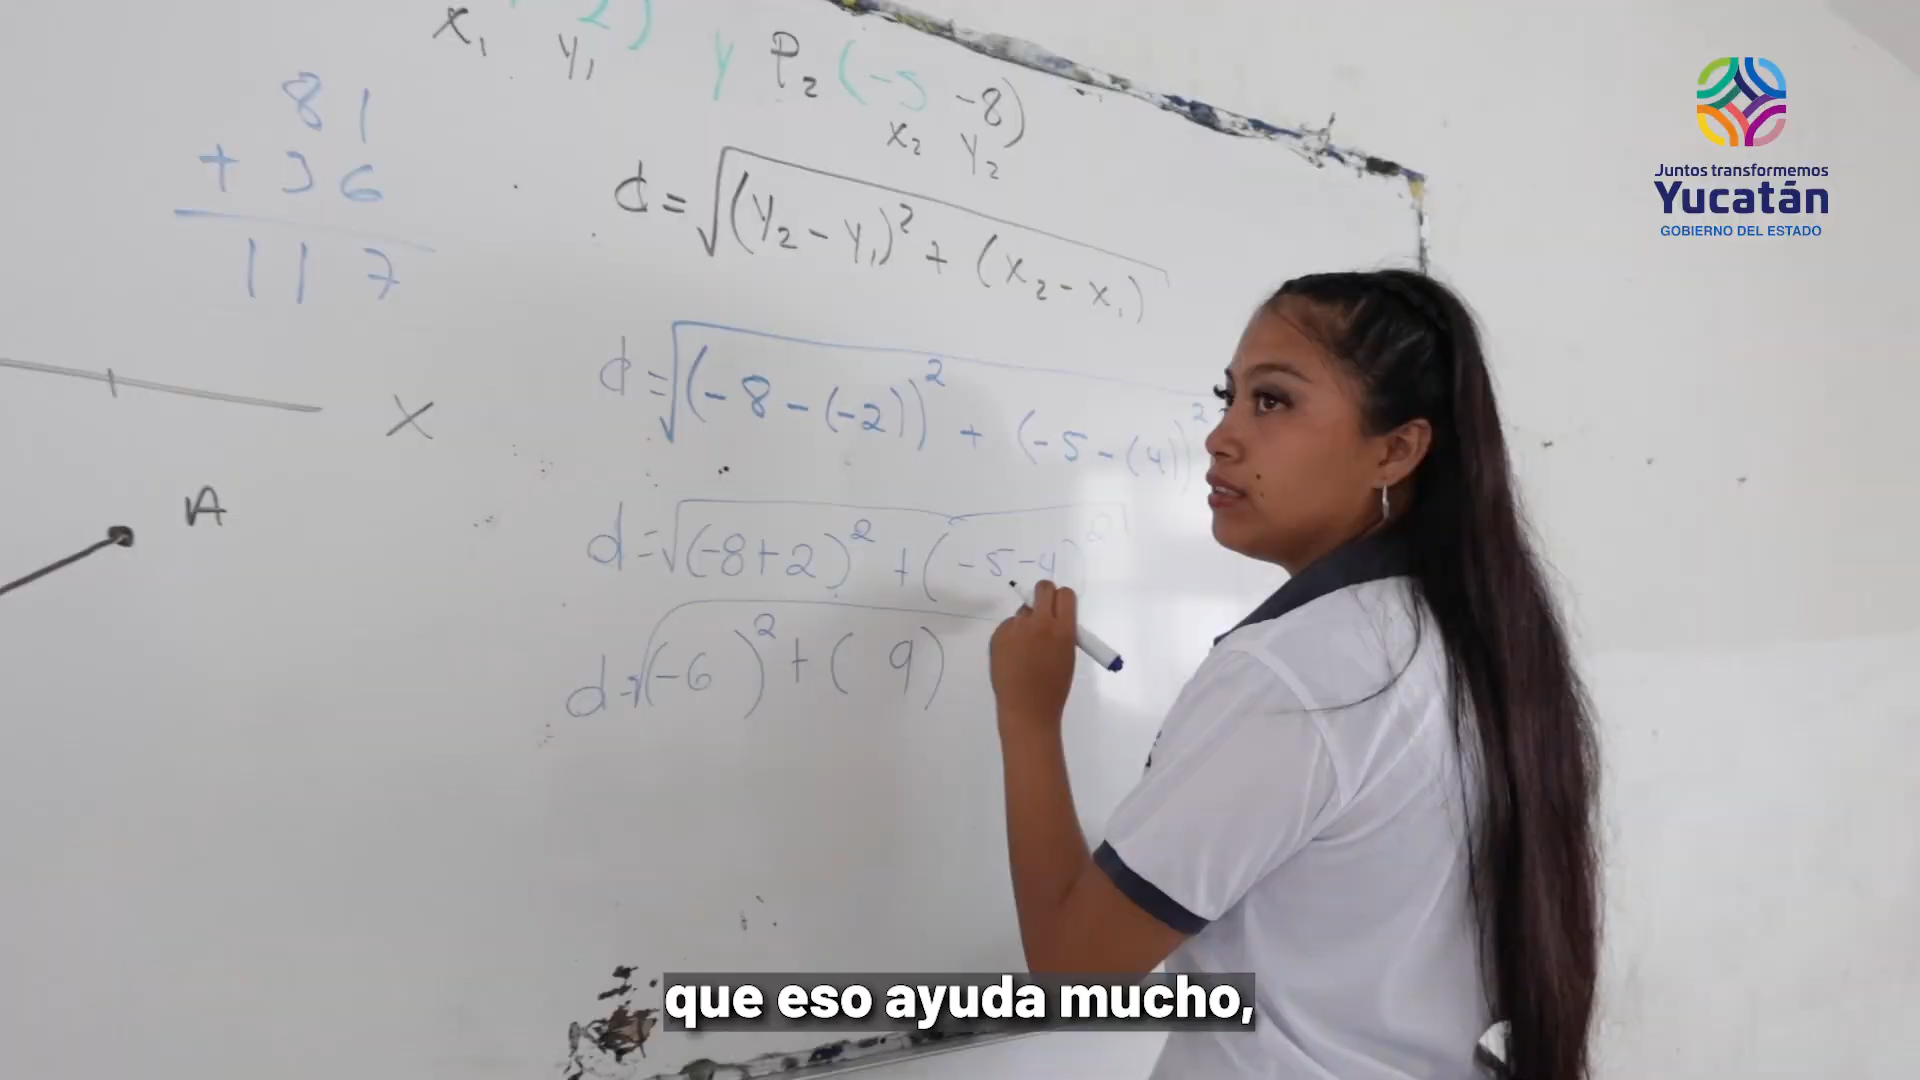 2)
x₁ y₁ y P₂ (-5 -8)
x₂ y₂
81
+ 36
117
d = √(y₂ - y₁)² + (x₂ - x₁)
d = √(-8 - (-2))² + (-5 - (4))²
d = √(-8+2)² + (-5-4)²
d = √(-6)² + (9)
X
A
Juntos transformemos
Yucatán
GOBIERNO DEL ESTADO
que eso ayuda mucho,